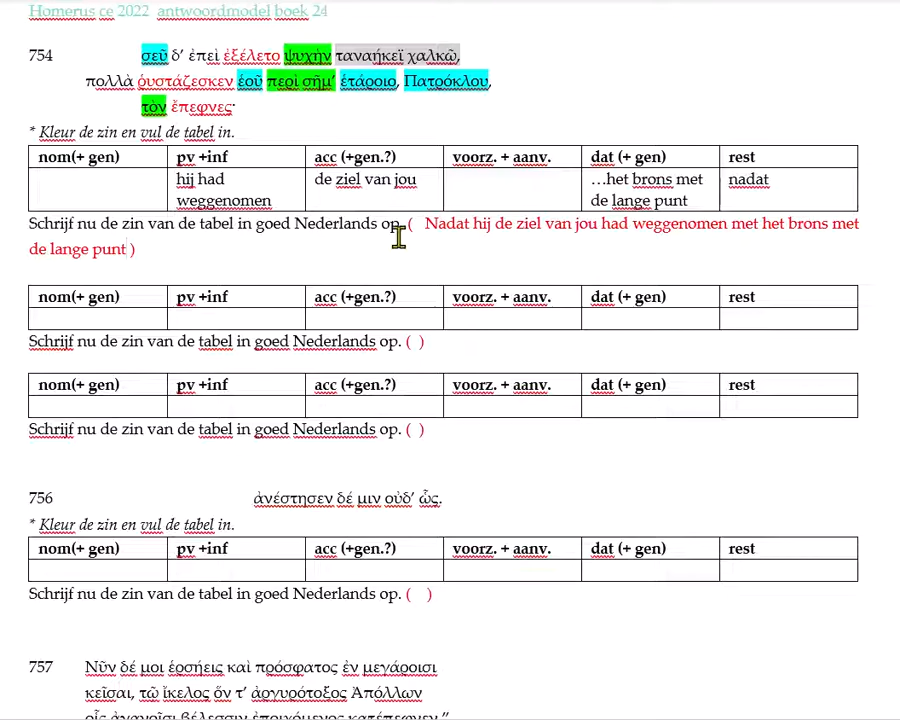 Homerus ce 2022 antwoordmodel boek 24
754 σεῦ δ’ ἐπεὶ ἐξέλετο ψυχὴν ταναήκεϊ χαλκῶ,
πολλὰ ῥυστάζεσκεν ἑοῦ περὶ σῆμ’ ἑτάροιο, Πατρόκλου,
τὸν ἔπεφνες·
* Kleur de zin en vul de tabel in.
nom(+ gen) pv +inf acc (+gen.?) voorz. + aanv. dat (+ gen) rest
hij had de ziel van jou …het brons met nadat
weggenomen de lange punt
Schrijf nu de zin van de tabel in goed Nederlands op. ( Nadat hij de ziel van jou had weggenomen met het brons met
de lange punt )
nom(+ gen) pv +inf acc (+gen.?) voorz. + aanv. dat (+ gen) rest
Schrijf nu de zin van de tabel in goed Nederlands op. ( )
nom(+ gen) pv +inf acc (+gen.?) voorz. + aanv. dat (+ gen) rest
Schrijf nu de zin van de tabel in goed Nederlands op. ( )
756 ἀνέστησεν δέ μιν οὐδ’ ὧς.
* Kleur de zin en vul de tabel in.
nom(+ gen) pv +inf acc (+gen.?) voorz. + aanv. dat (+ gen) rest
Schrijf nu de zin van de tabel in goed Nederlands op. ( )
757 Νῦν δέ μοι ἑρσήεις καὶ πρόσφατος ἐν μεγάροισι
κεῖσαι, τῶ ἴκελος ὅν τ’ ἀργυρότοξος Ἀπόλλων
οἷς ἀγανοῖσι βέλεσσιν ἐποιχόμενος κατέπεφνεν.”